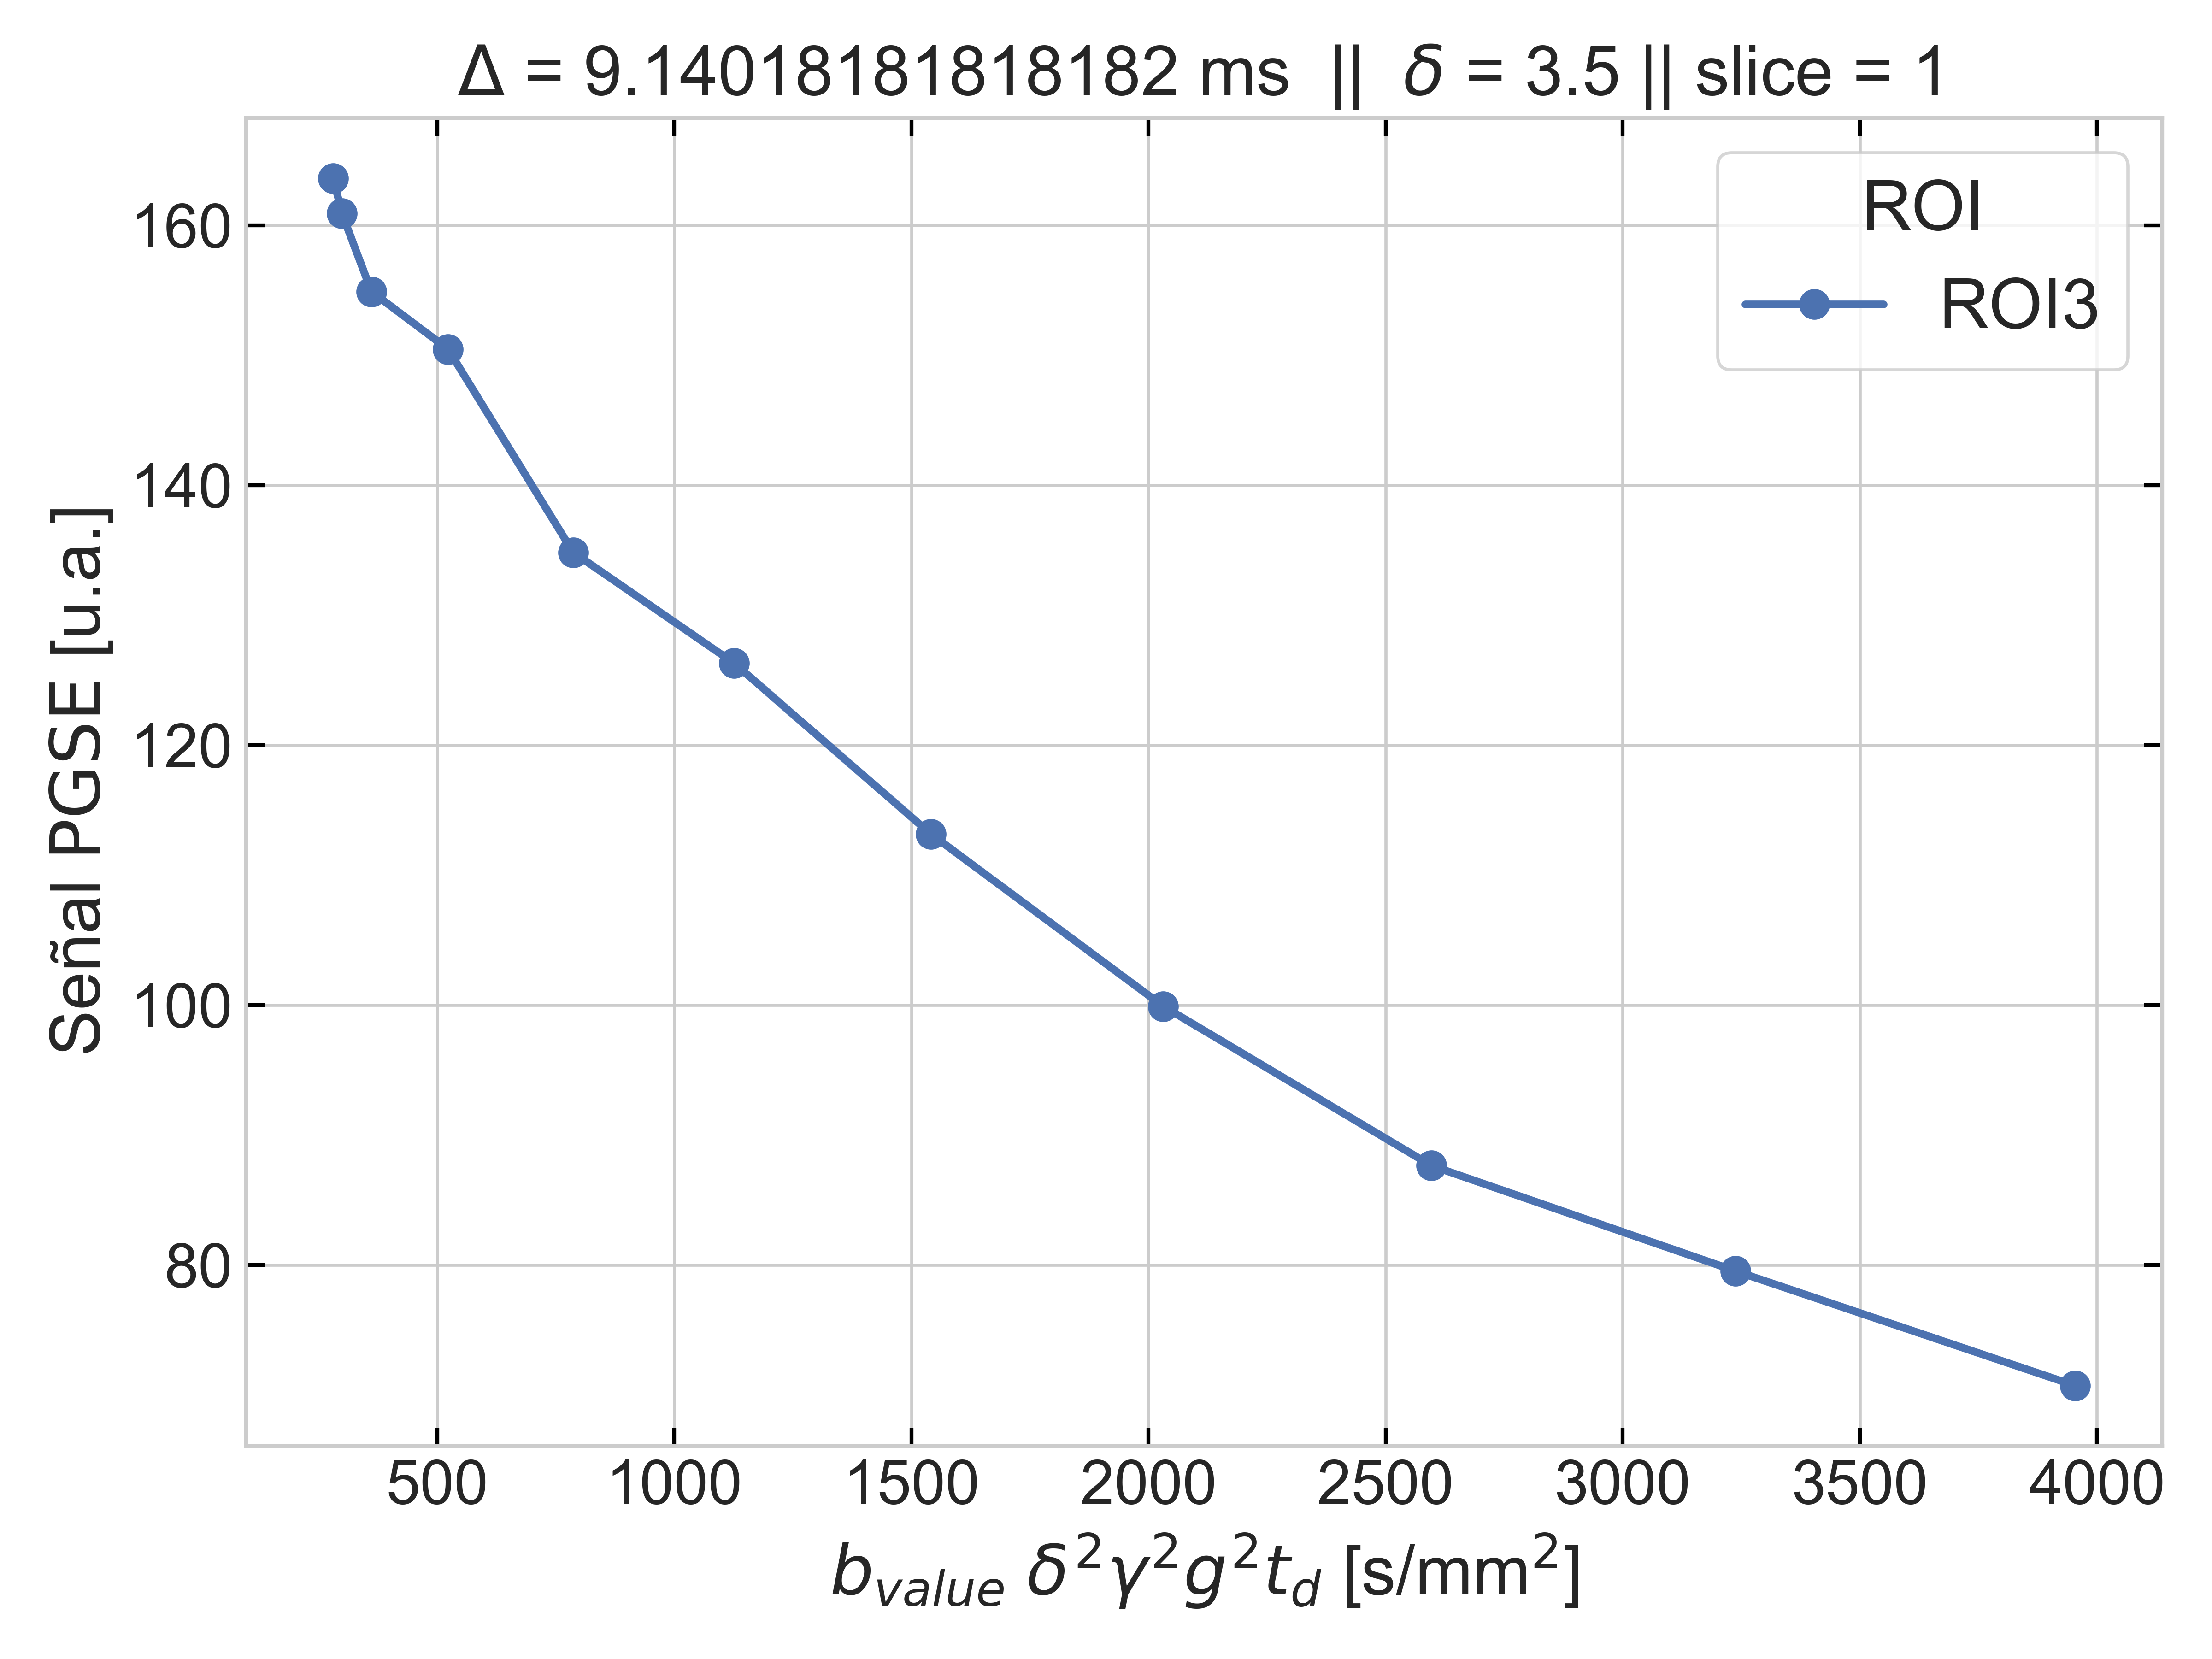 Δ = 9.140181818181818182 ms || δ = 3.5 || slice = 1
ROI
ROI3
160
140
120
100
80
Señal PGSE [u.a.]
500 1000 1500 2000 2500 3000 3500 4000
b_value δ²γ²g²t_d [s/mm²]